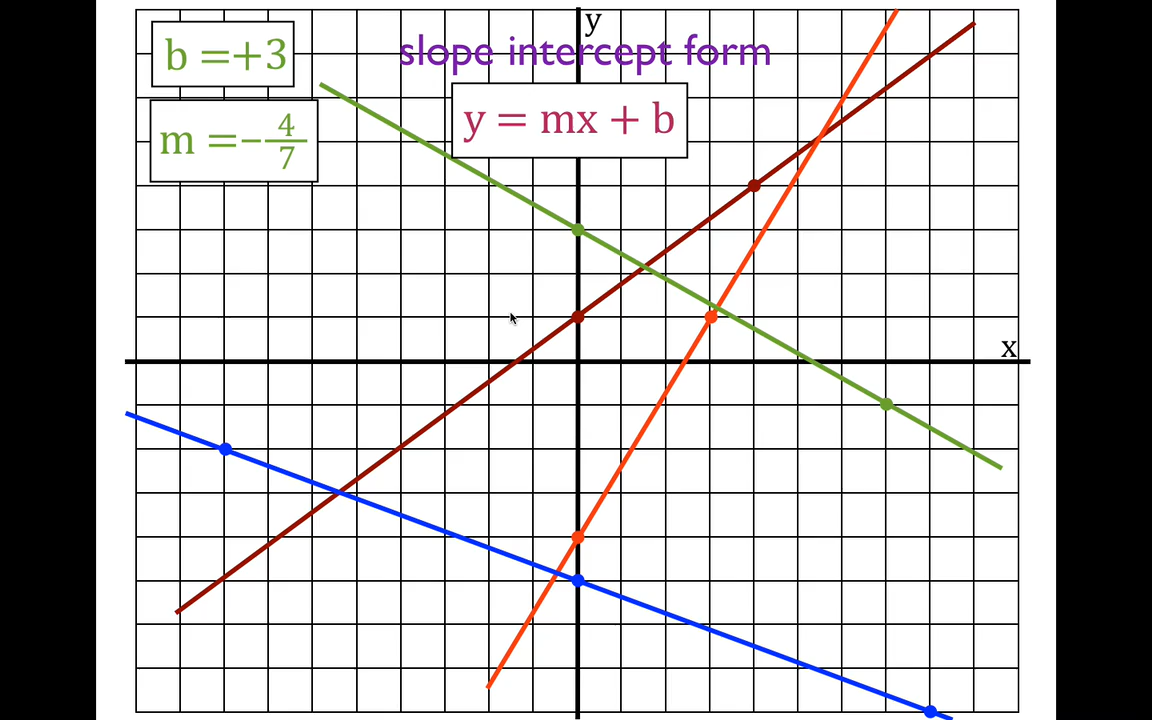 y
slope intercept form
b =+3
y = mx + b
m =−4/7
x